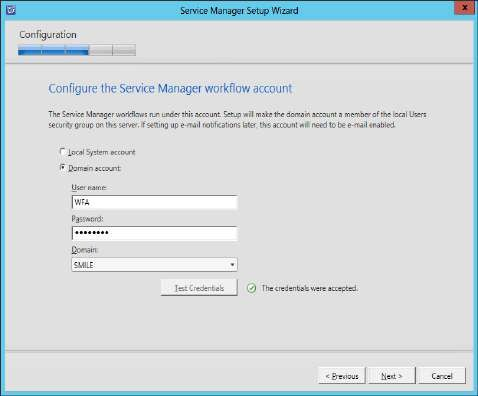 Service Manager Setup Wizard
x
Configuration
Configure the Service Manager workflow account
The Service Manager workflows run under this account. Setup will make the domain account a member of the local Users
security group on this server. If setting up e-mail notifications later, this account will need to be e-mail enabled.
Local System account
Domain account:
User name:
WFA
Password:
••••••••
Domain:
SMILE
Test Credentials
The credentials were accepted.
< Previous
Next >
Cancel